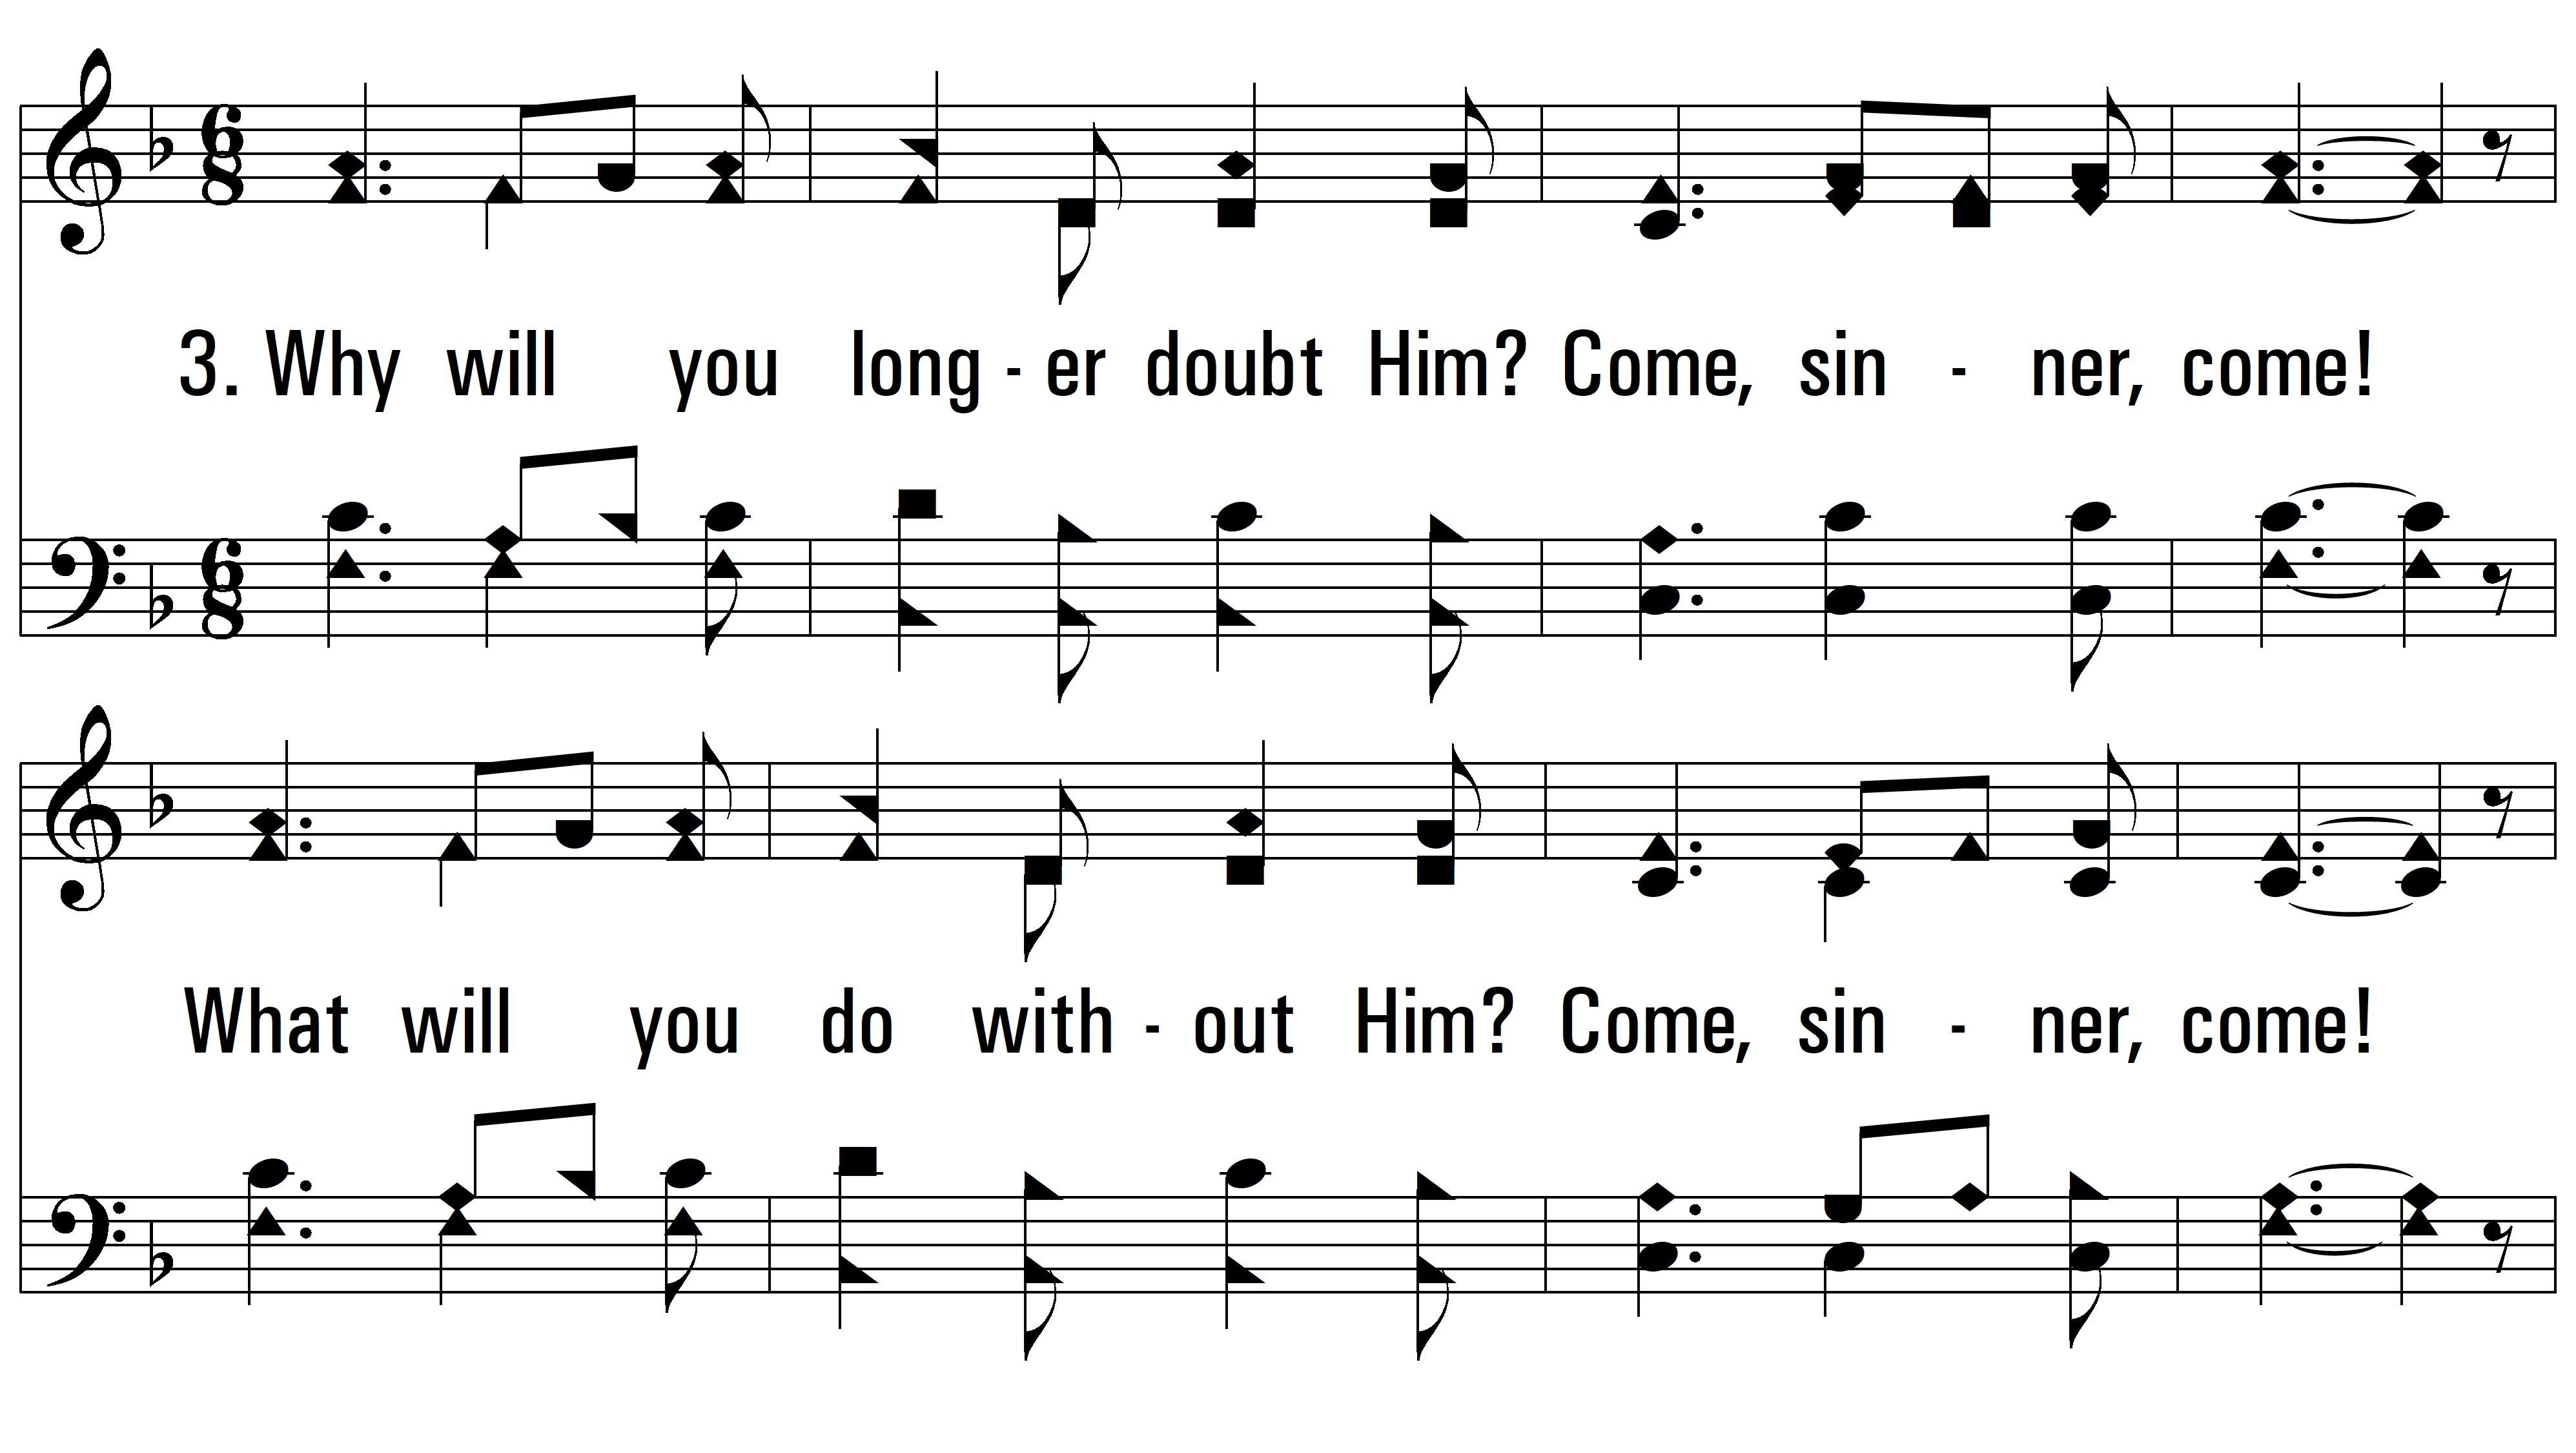 3. Why will you long - er doubt Him? Come, sin - ner, come!
What will you do with - out Him? Come, sin - ner, come!